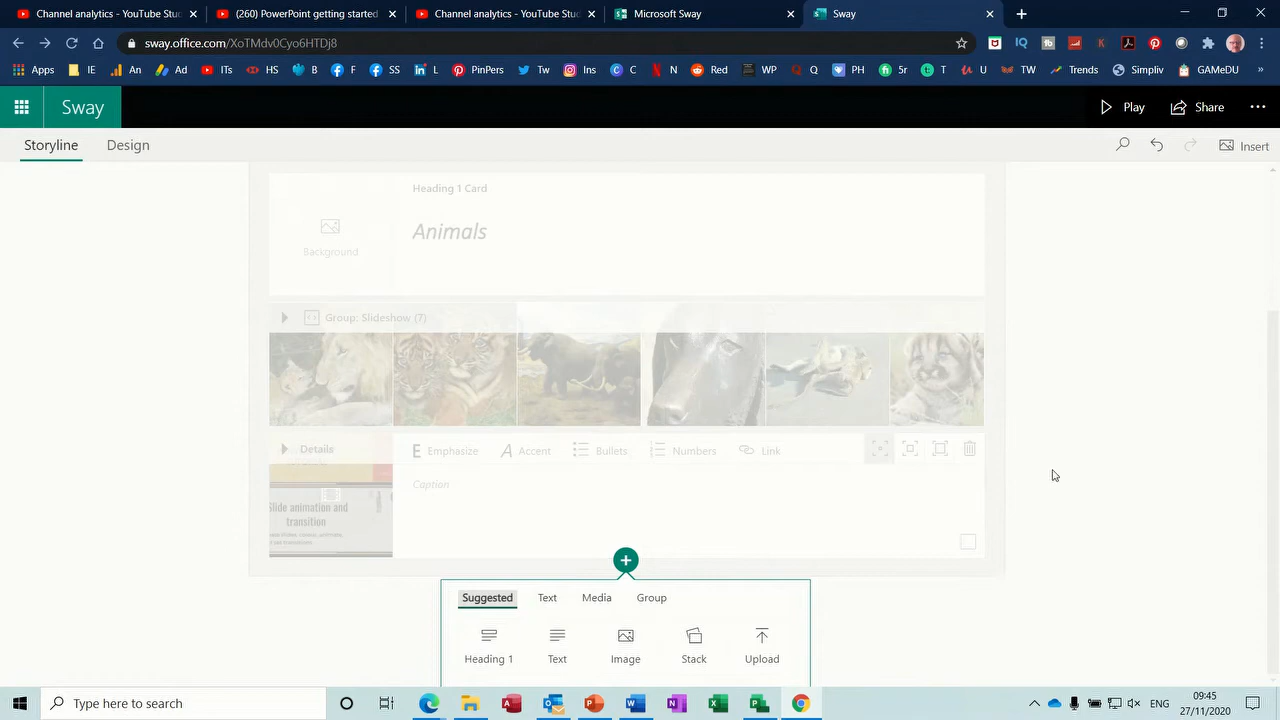 Channel analytics - YouTube Stu
(260) YouTube getting started
Channel analytics - YouTube Stu
Microsoft Sway
Sway
sway.office.com/XoTMdv0Cyo6HTDj8
Apps IE An Ad ITs HS B F SS L PinPers Tw Ins C N Red WP Q PH 5r T U TW Trends Simpliv GAMeDU
Sway
Play
Share
Storyline
Design
Insert
Heading 1 Card
Background
Animals
Group: Slideshow (7)
Details
Emphasize
Accent
Bullets
Numbers
Link
Slide animation and
transition
Caption
Suggested
Text
Media
Group
Heading 1
Text
Image
Stack
Upload
Type here to search
ENG
09:45
27/11/2020